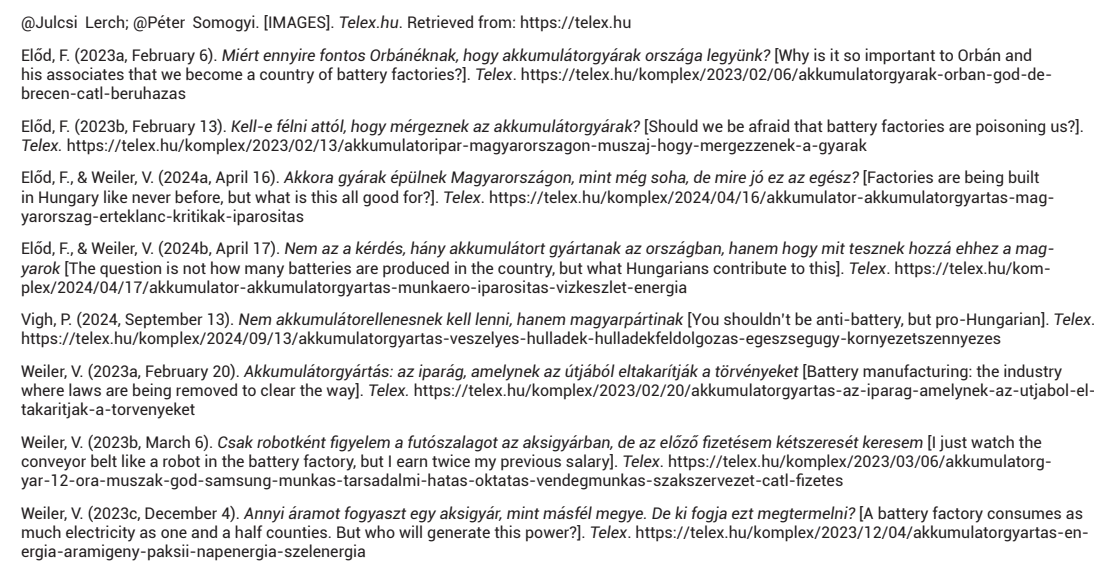 @Julcsi Lerch; @Péter Somogyi. [IMAGES]. Telex.hu. Retrieved from: https://telex.hu
Előd, F. (2023a, February 6). Miért ennyire fontos Orbánéknak, hogy akkumulátorgyárak országa legyünk? [Why is it so important to Orbán and
his associates that we become a country of battery factories?]. Telex. https://telex.hu/komplex/2023/02/06/akkumulatorgyarak-orban-god-de-
brecen-catl-beruhazas
Előd, F. (2023b, February 13). Kell-e félni attól, hogy mérgeznek az akkumulátorgyárak? [Should we be afraid that battery factories are poisoning us?].
Telex. https://telex.hu/komplex/2023/02/13/akkumulatoripar-magyarorszagon-muszaj-hogy-mergezzenek-a-gyarak
Előd, F., & Weiler, V. (2024a, April 16). Akkora gyárak épülnek Magyarországon, mint még soha, de mire jó ez az egész? [Factories are being built
in Hungary like never before, but what is this all good for?]. Telex. https://telex.hu/komplex/2024/04/16/akkumulator-akkumulatorgyartas-mag-
yarorszag-erteklanc-kritikak-iparositas
Előd, F., & Weiler, V. (2024b, April 17). Nem az a kérdés, hány akkumulátort gyártanak az országban, hanem hogy mit tesznek hozzá ehhez a mag-
yarok [The question is not how many batteries are produced in the country, but what Hungarians contribute to this]. Telex. https://telex.hu/kom-
plex/2024/04/17/akkumulator-akkumulatorgyartas-munkaero-iparositas-vizkeszlet-energia
Vigh, P. (2024, September 13). Nem akkumulátorellenesnek kell lenni, hanem magyarpártinak [You shouldn't be anti-battery, but pro-Hungarian]. Telex.
https://telex.hu/komplex/2024/09/13/akkumulatorgyartas-veszelyes-hulladek-hulladekfeldolgozas-egeszsegugy-kornyezetszennyezes
Weiler, V. (2023a, February 20). Akkumulátorgyártás: az iparág, amelynek az útjából eltakarítják a törvényeket [Battery manufacturing: the industry
where laws are being removed to clear the way]. Telex. https://telex.hu/komplex/2023/02/20/akkumulatorgyartas-az-iparag-amelynek-az-utjabol-el-
takaritjak-a-torvenyeket
Weiler, V. (2023b, March 6). Csak robotként figyelem a futószalagot az aksigyárban, de az előző fizetésem kétszeresét keresem [I just watch the
conveyor belt like a robot in the battery factory, but I earn twice my previous salary]. Telex. https://telex.hu/komplex/2023/03/06/akkumulatorg-
yar-12-ora-muszak-god-samsung-munkas-tarsadalmi-hatas-oktatas-vendegmunkas-szakszervezet-catl-fizetes
Weiler, V. (2023c, December 4). Annyi áramot fogyaszt egy aksigyár, mint másfél megye. De ki fogja ezt megtermelni? [A battery factory consumes as
much electricity as one and a half counties. But who will generate this power?]. Telex. https://telex.hu/komplex/2023/12/04/akkumulatorgyartas-en-
ergia-aramigeny-paksii-napenergia-szelenergia